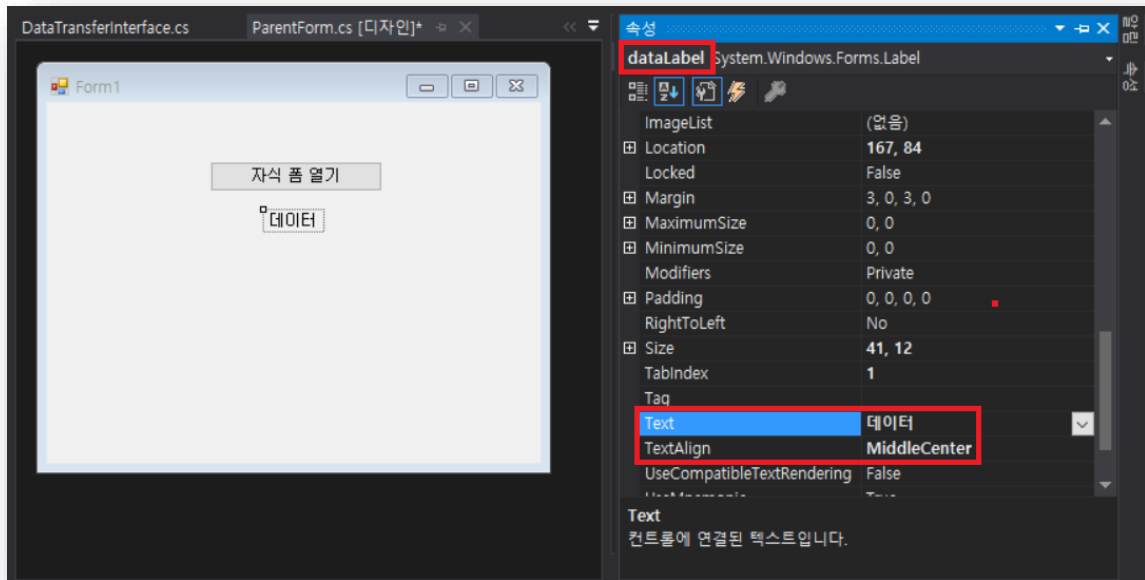 DataTransferInterface.cs
ParentForm.cs [디자인]*
Form1
자식 폼 열기
데이터
속성
dataLabel System.Windows.Forms.Label
ImageList (없음)
Location 167, 84
Locked False
Margin 3, 0, 3, 0
MaximumSize 0, 0
MinimumSize 0, 0
Modifiers Private
Padding 0, 0, 0, 0
RightToLeft No
Size 41, 12
TabIndex 1
Tag
Text 데이터
TextAlign MiddleCenter
UseCompatibleTextRendering False
Text
컨트롤에 연결된 텍스트입니다.